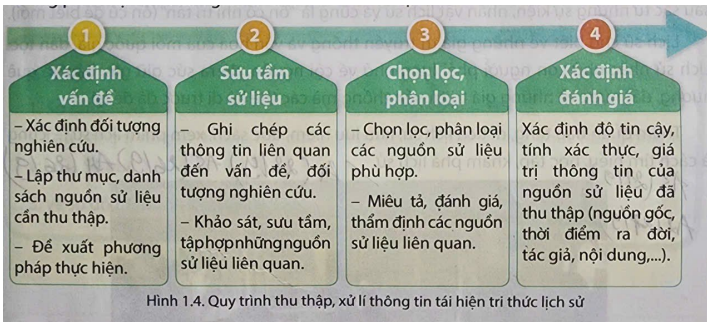 1
2
3
4
Xác định
vấn đề
– Xác định đối tượng
nghiên cứu.
– Lập thư mục, danh
sách nguồn sử liệu
cần thu thập.
– Đề xuất phương
pháp thực hiện.
Sưu tầm
sử liệu
– Ghi chép các
thông tin liên quan
đến vấn đề, đối
tượng nghiên cứu.
– Khảo sát, sưu tầm,
tập hợp những nguồn
sử liệu liên quan.
Chọn lọc,
phân loại
– Chọn lọc, phân loại
các nguồn sử liệu
phù hợp.
– Miêu tả, đánh giá,
thẩm định các nguồn
sử liệu liên quan.
Xác định
đánh giá
Xác định độ tin cậy,
tính xác thực, giá
trị thông tin của
nguồn sử liệu đã
thu thập (nguồn gốc,
thời điểm ra đời,
tác giả, nội dung,...).
Hình 1.4. Quy trình thu thập, xử lí thông tin tái hiện tri thức lịch sử